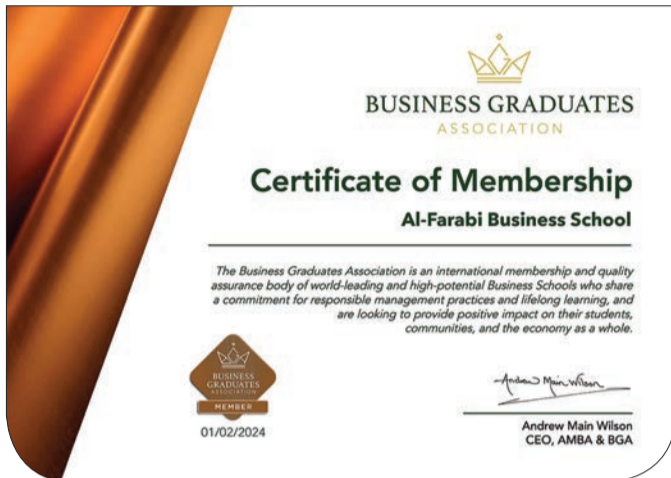 BUSINESS GRADUATES
ASSOCIATION
Certificate of Membership
Al-Farabi Business School
The Business Graduates Association is an international membership and quality
assurance body of world-leading and high-potential Business Schools who share
a commitment for responsible management practices and lifelong learning, and
are looking to provide positive impact on their students,
communities, and the economy as a whole.
BUSINESS
GRADUATES
ASSOCIATION
MEMBER
01/02/2024
Andrew Main Wilson
Andrew Main Wilson
CEO, AMBA & BGA